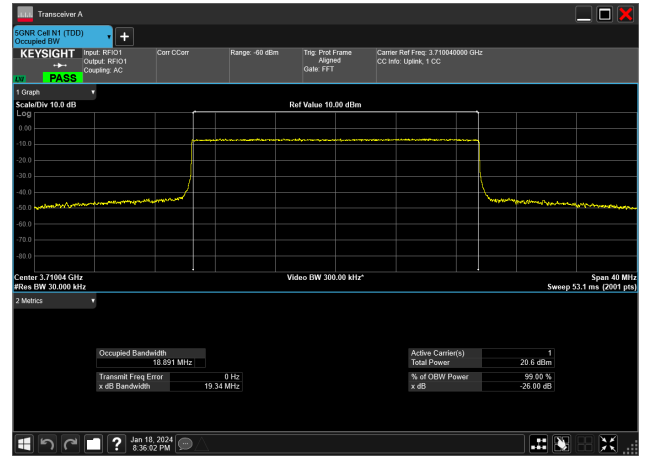 Transceiver A
5GNR Cell N1 (TDD)
Occupied BW
KEYSIGHT
LNI
PASS
Input: RFIO1
Output: RFIO1
Coupling: AC
Corr CCorr
Range: -60 dBm
Trig: Prot Frame
Aligned
Gate: FFT
Carrier Ref Freq: 3.710040000 GHz
CC Info: Uplink, 1 CC
1 Graph
Scale/Div 10.0 dB
Ref Value 10.00 dBm
Log
0.00
-10.0
-20.0
-30.0
-40.0
-50.0
-60.0
-70.0
-80.0
Center 3.71004 GHz
Video BW 300.00 kHz*
Span 40 MHz
#Res BW 30.000 kHz
Sweep 53.1 ms (2001 pts)
2 Metrics
Occupied Bandwidth
18.891 MHz
Transmit Freq Error 0 Hz
x dB Bandwidth 19.34 MHz
Active Carrier(s) 1
Total Power 20.6 dBm
% of OBW Power 99.00 %
x dB -26.00 dB
Jan 18, 2024
8:36:02 PM